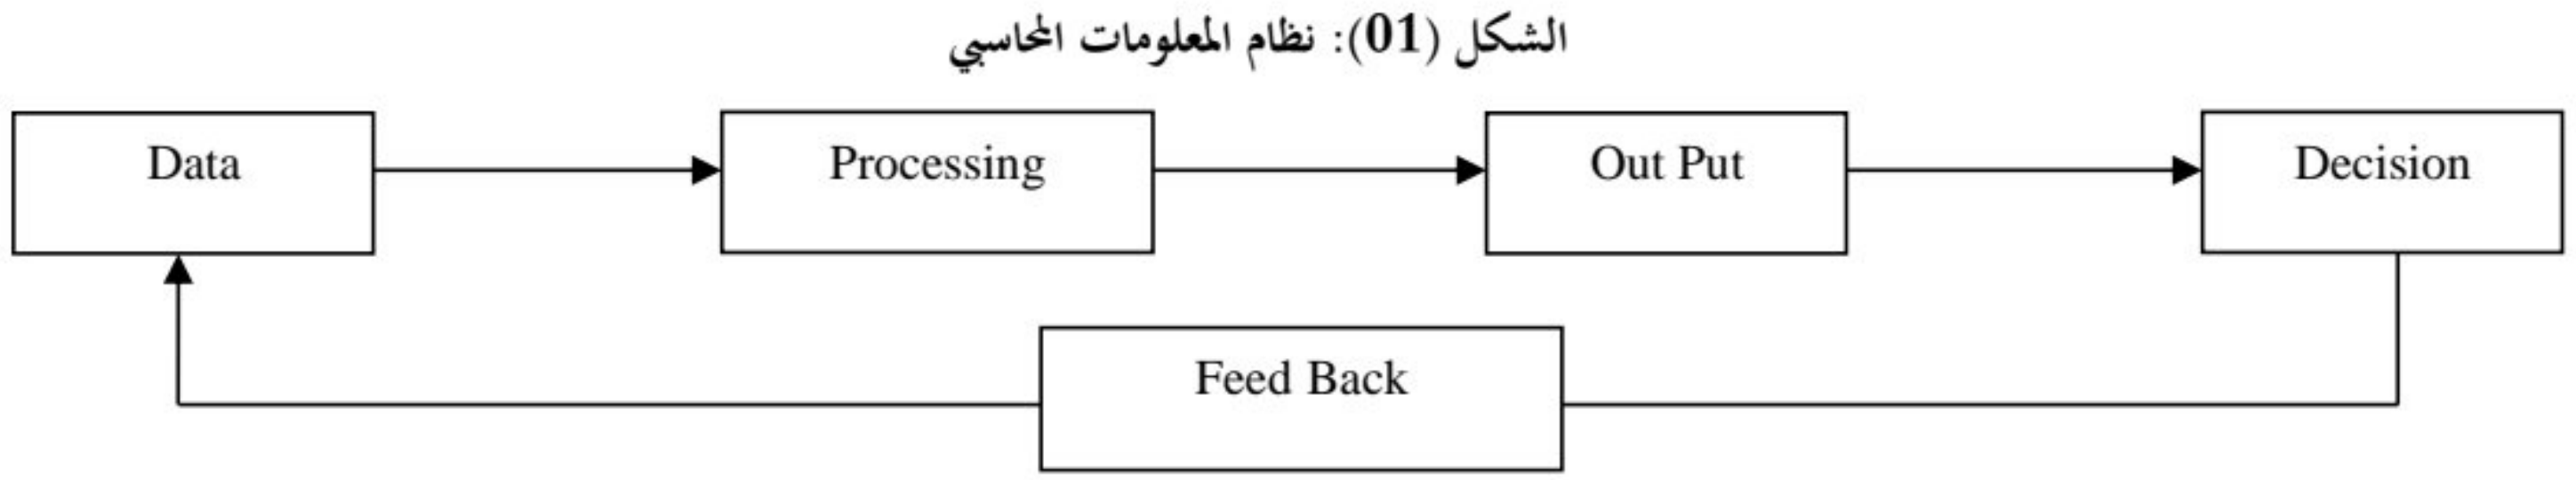 الشكل (01): نظام المعلومات المحاسبي
Data
Processing
Out Put
Decision
Feed Back